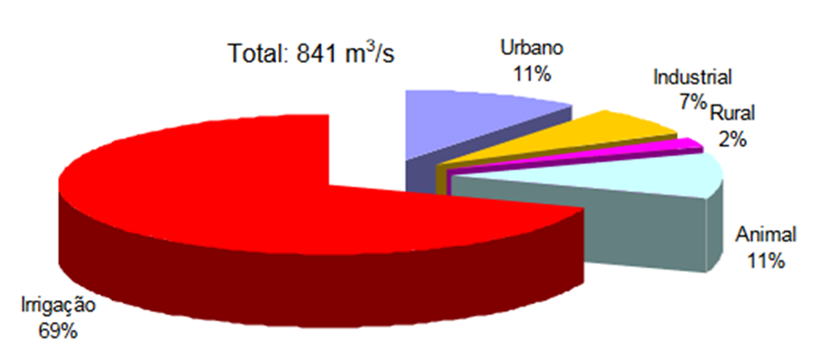 Total: 841 m³/s
Urbano
11%
Industrial
7%
Rural
2%
Animal
11%
Irrigação
69%